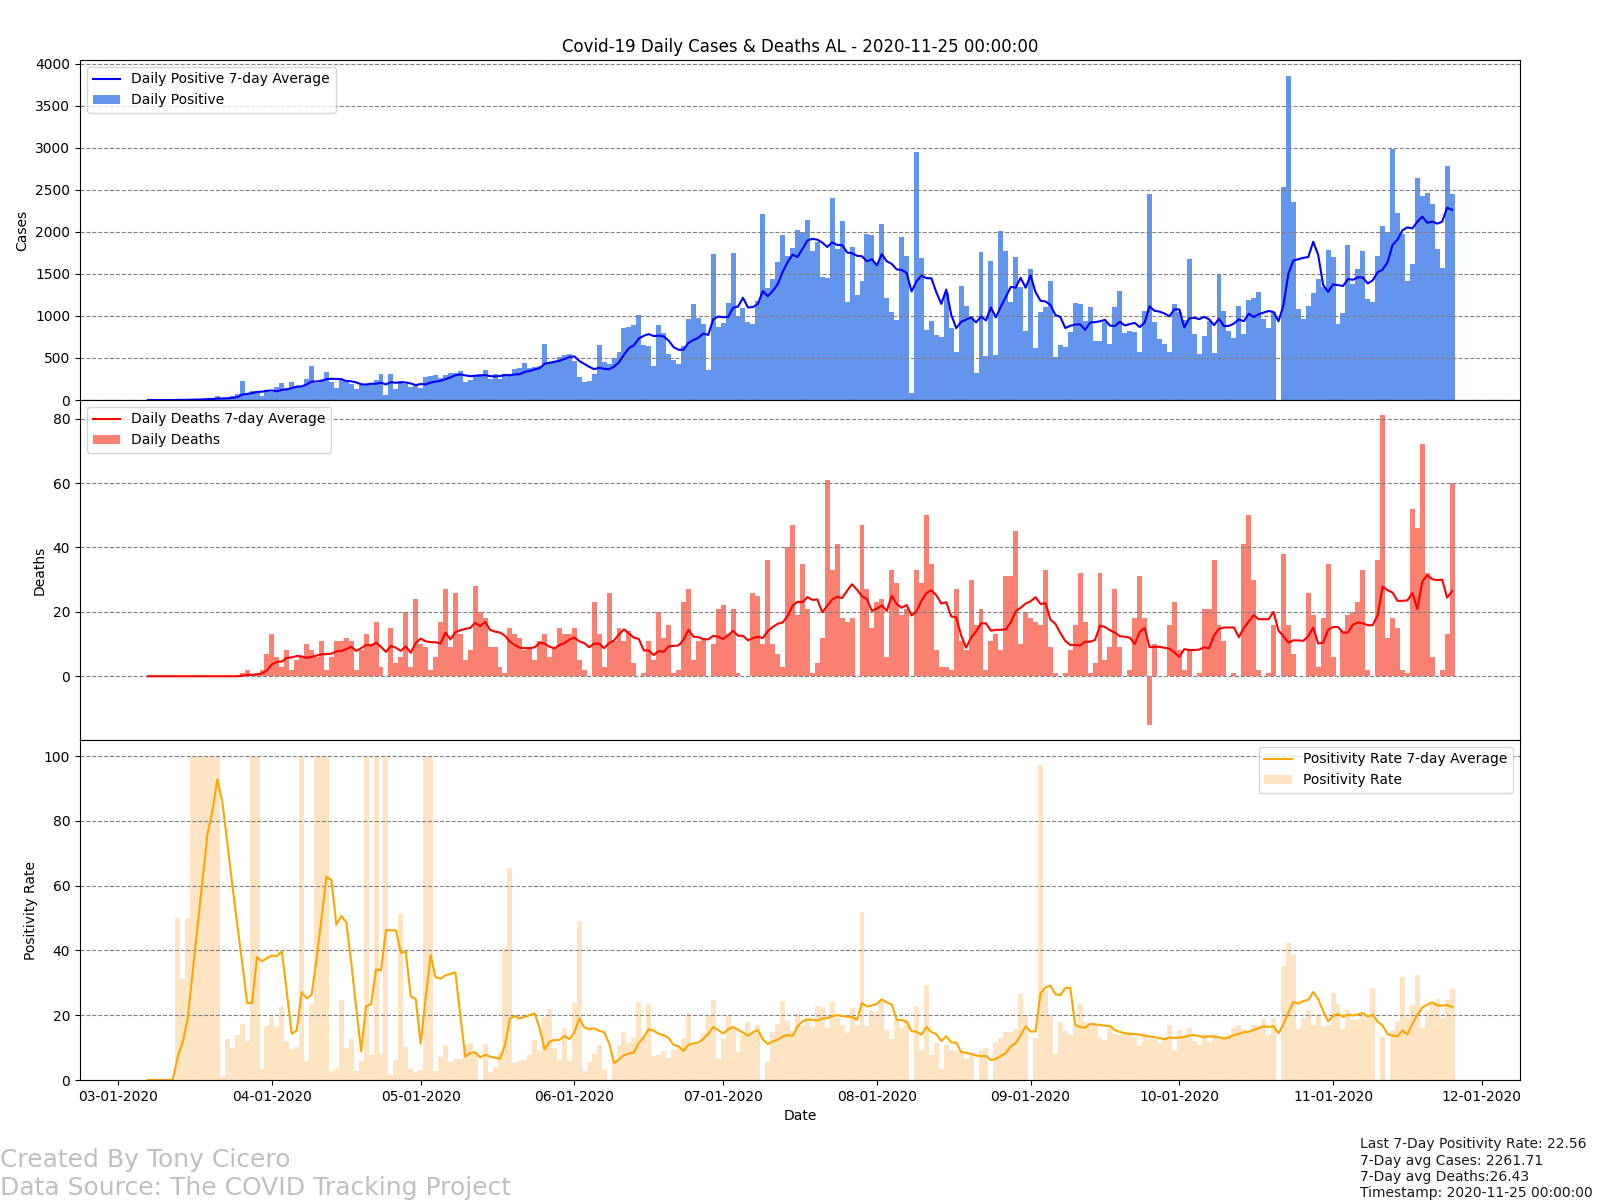 Covid-19 Daily Cases & Deaths AL - 2020-11-25 00:00:00
4000
3500
3000
2500
2000
1500
1000
500
0
Cases
Daily Positive 7-day Average
Daily Positive
80
60
40
20
0
Deaths
Daily Deaths 7-day Average
Daily Deaths
100
80
60
40
20
0
Positivity Rate
Positivity Rate 7-day Average
Positivity Rate
03-01-2020 04-01-2020 05-01-2020 06-01-2020 07-01-2020 08-01-2020 09-01-2020 10-01-2020 11-01-2020 12-01-2020
Date
Created By Tony Cicero
Data Source: The COVID Tracking Project
Last 7-Day Positivity Rate: 22.56
7-Day avg Cases: 2261.71
7-Day avg Deaths:26.43
Timestamp: 2020-11-25 00:00:00